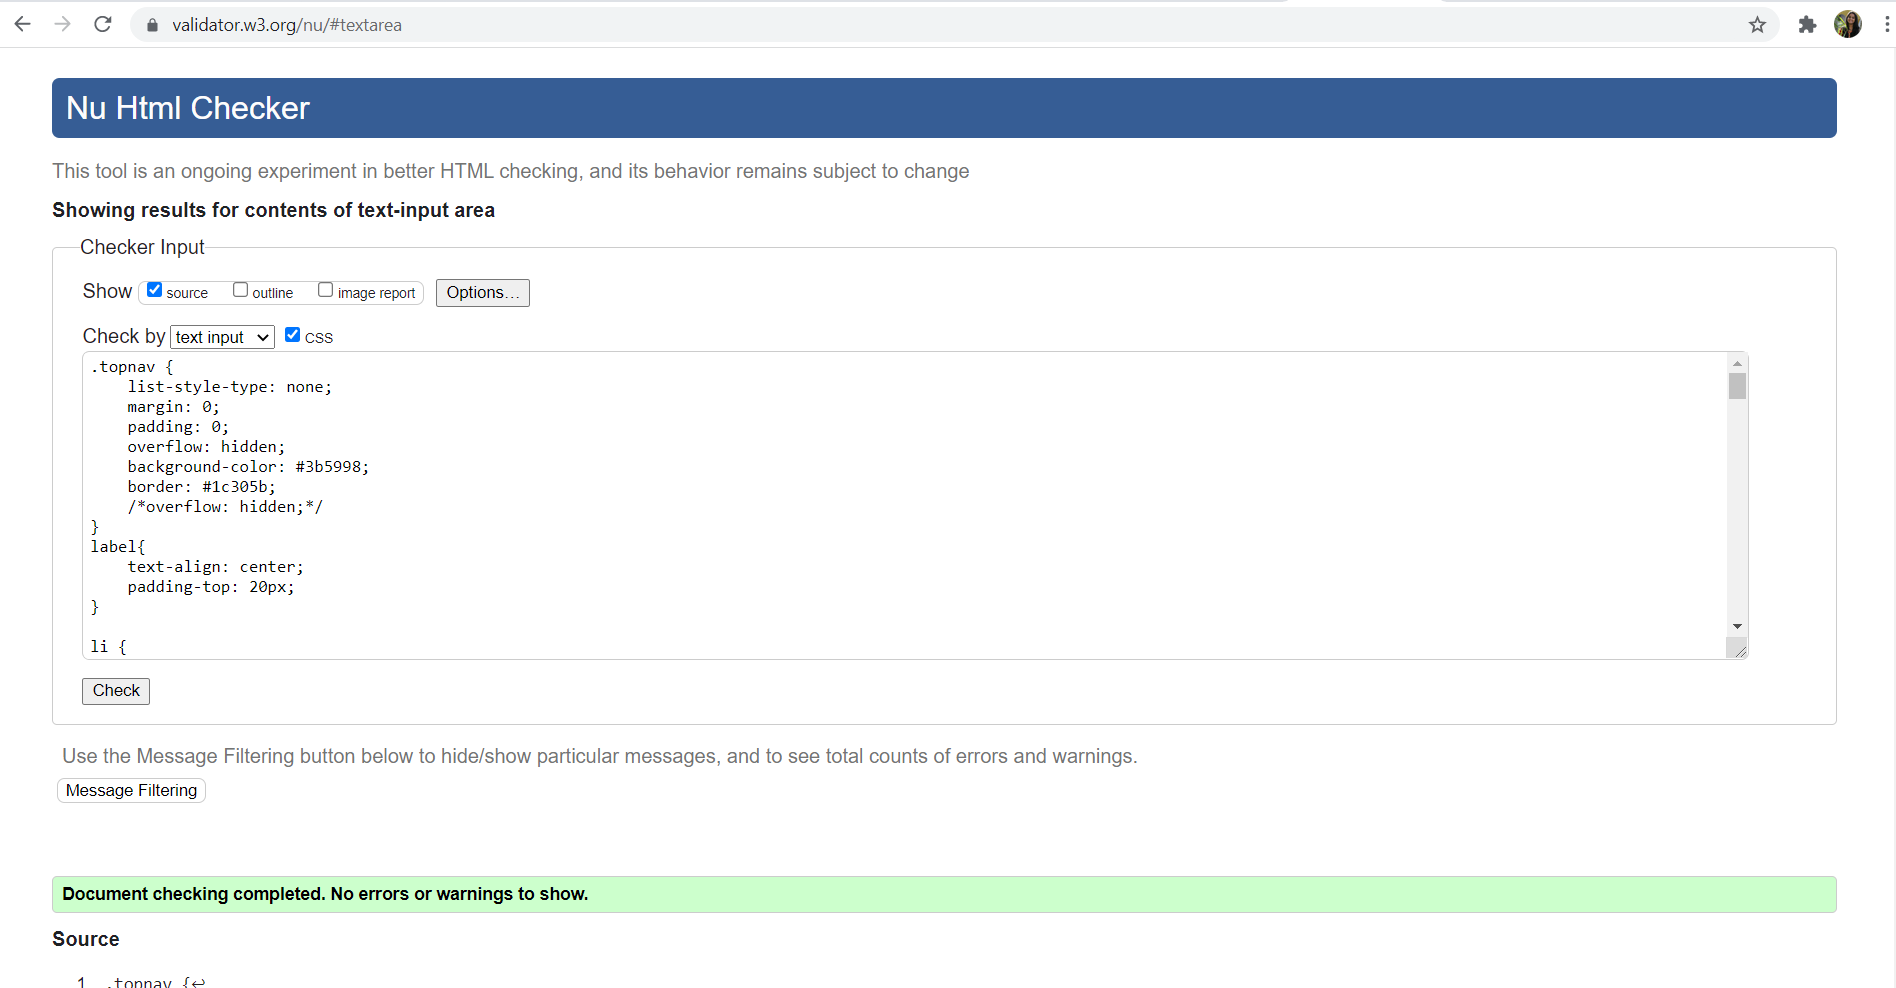 validator.w3.org/nu/#textarea
Nu Html Checker
This tool is an ongoing experiment in better HTML checking, and its behavior remains subject to change
Showing results for contents of text-input area
Checker Input
Show source outline image report Options...
Check by text input CSS
.topnav {
    list-style-type: none;
    margin: 0;
    padding: 0;
    overflow: hidden;
    background-color: #3b5998;
    border: #1c305b;
    /*overflow: hidden;*/
}
label{
    text-align: center;
    padding-top: 20px;
}
li {
Check
Use the Message Filtering button below to hide/show particular messages, and to see total counts of errors and warnings.
Message Filtering
Document checking completed. No errors or warnings to show.
Source
1 .topnav {↩